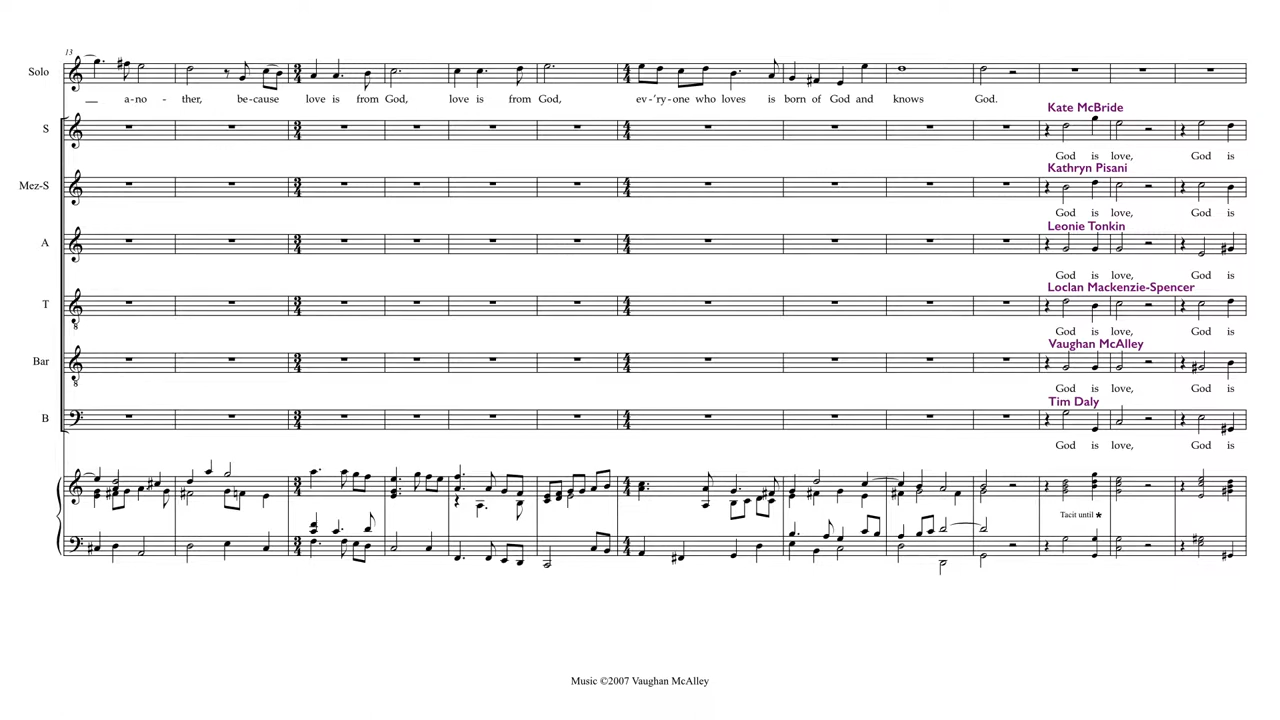 13
Solo
a-no - ther, be-cause love is from God, love is from God, ev-'ry-one who loves is born of God and knows God.
Kate McBride
S
God is love, God is
Kathryn Pisani
Mez-S
God is love, God is
Leonie Tonkin
A
God is love, God is
Loclan Mackenzie-Spencer
T
God is love, God is
Vaughan McAlley
Bar
God is love, God is
Tim Daly
B
God is love, God is
Tacit until *
Music ©2007 Vaughan McAlley